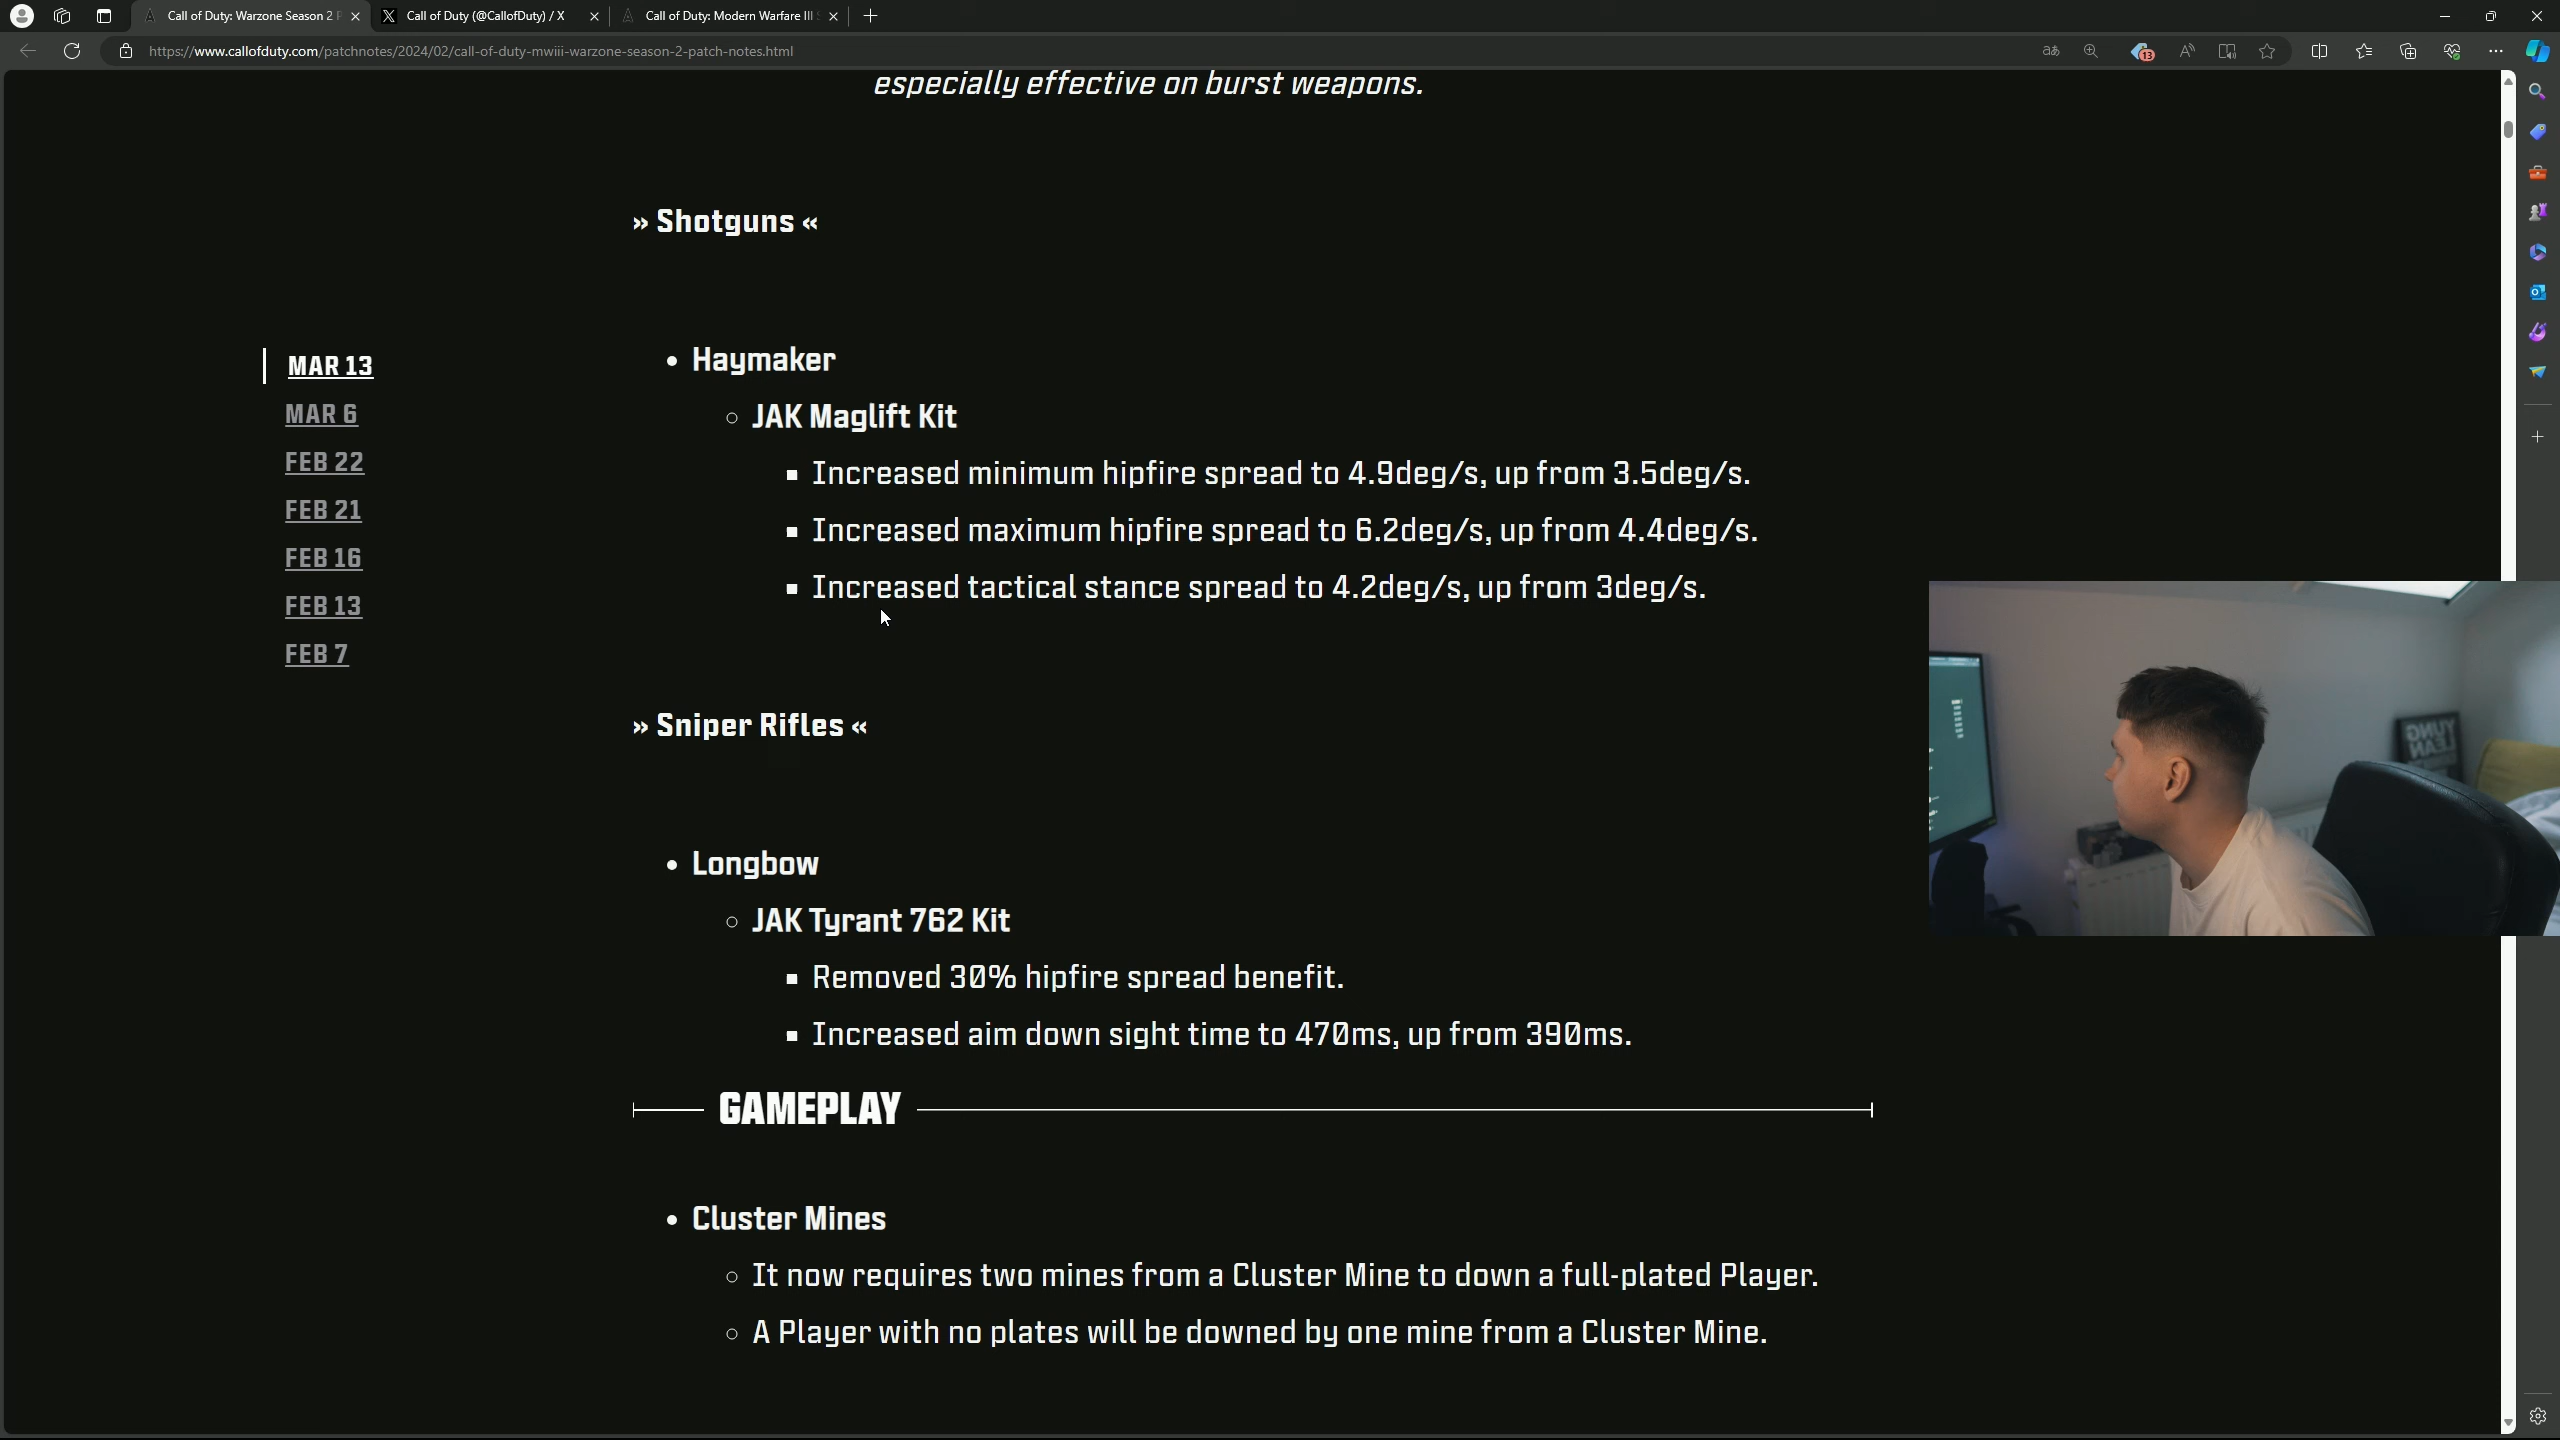 Call of Duty: Warzone Season 2 P
Call of Duty (@CallofDuty) / X
Call of Duty: Modern Warfare III S
https://www.callofduty.com/patchnotes/2024/02/call-of-duty-mwiii-warzone-season-2-patch-notes.html
13
especially effective on burst weapons.
» Shotguns «
MAR 13
MAR 6
FEB 22
FEB 21
FEB 16
FEB 13
FEB 7
• Haymaker
○ JAK Maglift Kit
▪ Increased minimum hipfire spread to 4.9deg/s, up from 3.5deg/s.
▪ Increased maximum hipfire spread to 6.2deg/s, up from 4.4deg/s.
▪ Increased tactical stance spread to 4.2deg/s, up from 3deg/s.
» Sniper Rifles «
• Longbow
○ JAK Tyrant 762 Kit
▪ Removed 30% hipfire spread benefit.
▪ Increased aim down sight time to 470ms, up from 390ms.
GAMEPLAY
• Cluster Mines
○ It now requires two mines from a Cluster Mine to down a full-plated Player.
○ A Player with no plates will be downed by one mine from a Cluster Mine.
YUNG
LEAN